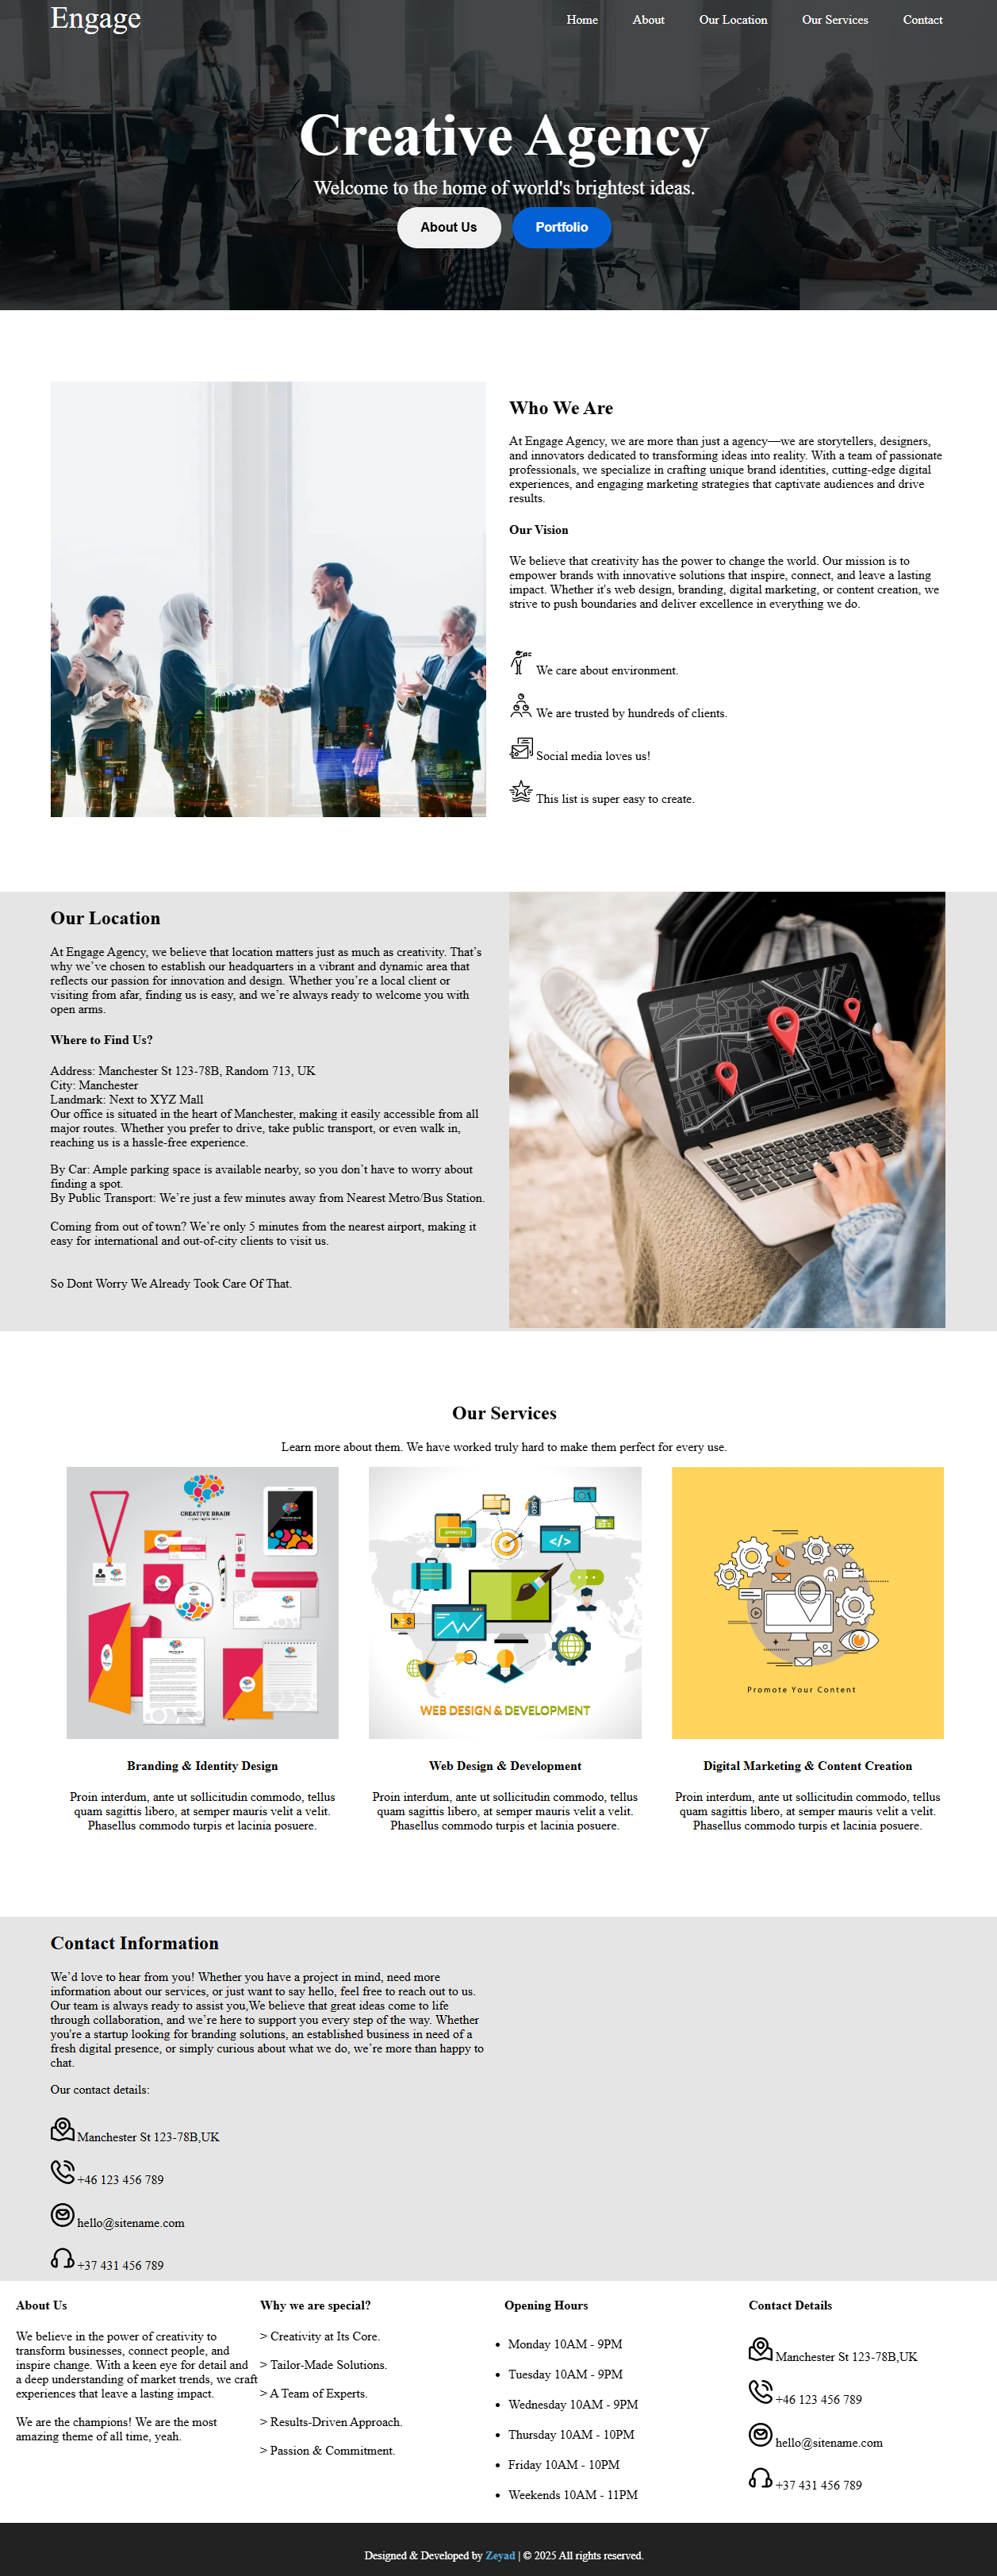 Engage
Home About Our Location Our Services Contact
Creative Agency
Welcome to the home of world's brightest ideas.
About Us Portfolio
Who We Are
At Engage Agency, we are more than just a agency—we are storytellers, designers,
and innovators dedicated to transforming ideas into reality. With a team of passionate
professionals, we specialize in crafting unique brand identities, cutting-edge digital
experiences, and engaging marketing strategies that captivate audiences and drive
results.
Our Vision
We believe that creativity has the power to change the world. Our mission is to
empower brands with innovative solutions that inspire, connect, and leave a lasting
impact. Whether it's web design, branding, digital marketing, or content creation, we
strive to push boundaries and deliver excellence in everything we do.
We care about environment.
We are trusted by hundreds of clients.
Social media loves us!
This list is super easy to create.
Our Location
At Engage Agency, we believe that location matters just as much as creativity. That’s
why we’ve chosen to establish our headquarters in a vibrant and dynamic area that
reflects our passion for innovation and design. Whether you’re a local client or
visiting from afar, finding us is easy, and we’re always ready to welcome you with
open arms.
Where to Find Us?
Address: Manchester St 123-78B, Random 713, UK
City: Manchester
Landmark: Next to XYZ Mall
Our office is situated in the heart of Manchester, making it easily accessible from all
major routes. Whether you prefer to drive, take public transport, or even walk in,
reaching us is a hassle-free experience.
By Car: Ample parking space is available nearby, so you don’t have to worry about
finding a spot.
By Public Transport: We’re just a few minutes away from Nearest Metro/Bus Station.
Coming from out of town? We’re only 5 minutes from the nearest airport, making it
easy for international and out-of-city clients to visit us.
So Dont Worry We Already Took Care Of That.
Our Services
Learn more about them. We have worked truly hard to make them perfect for every use.
CREATIVE BRAIN
SEO
</>
$
WEB DESIGN & DEVELOPMENT
Promote Your Content
Branding & Identity Design
Proin interdum, ante ut sollicitudin commodo, tellus
quam sagittis libero, at semper mauris velit a velit.
Phasellus commodo turpis et lacinia posuere.
Web Design & Development
Proin interdum, ante ut sollicitudin commodo, tellus
quam sagittis libero, at semper mauris velit a velit.
Phasellus commodo turpis et lacinia posuere.
Digital Marketing & Content Creation
Proin interdum, ante ut sollicitudin commodo, tellus
quam sagittis libero, at semper mauris velit a velit.
Phasellus commodo turpis et lacinia posuere.
Contact Information
We’d love to hear from you! Whether you have a project in mind, need more
information about our services, or just want to say hello, feel free to reach out to us.
Our team is always ready to assist you,We believe that great ideas come to life
through collaboration, and we’re here to support you every step of the way. Whether
you're a startup looking for branding solutions, an established business in need of a
fresh digital presence, or simply curious about what we do, we’re more than happy to
chat.
Our contact details:
Manchester St 123-78B,UK
+46 123 456 789
hello@sitename.com
+37 431 456 789
About Us
We believe in the power of creativity to
transform businesses, connect people, and
inspire change. With a keen eye for detail and
a deep understanding of market trends, we craft
experiences that leave a lasting impact.
We are the champions! We are the most
amazing theme of all time, yeah.
Why we are special?
> Creativity at Its Core.
> Tailor-Made Solutions.
> A Team of Experts.
> Results-Driven Approach.
> Passion & Commitment.
Opening Hours
• Monday 10AM - 9PM
• Tuesday 10AM - 9PM
• Wednesday 10AM - 9PM
• Thursday 10AM - 10PM
• Friday 10AM - 10PM
• Weekends 10AM - 11PM
Contact Details
Manchester St 123-78B,UK
+46 123 456 789
hello@sitename.com
+37 431 456 789
Designed & Developed by Zeyad | © 2025 All rights reserved.